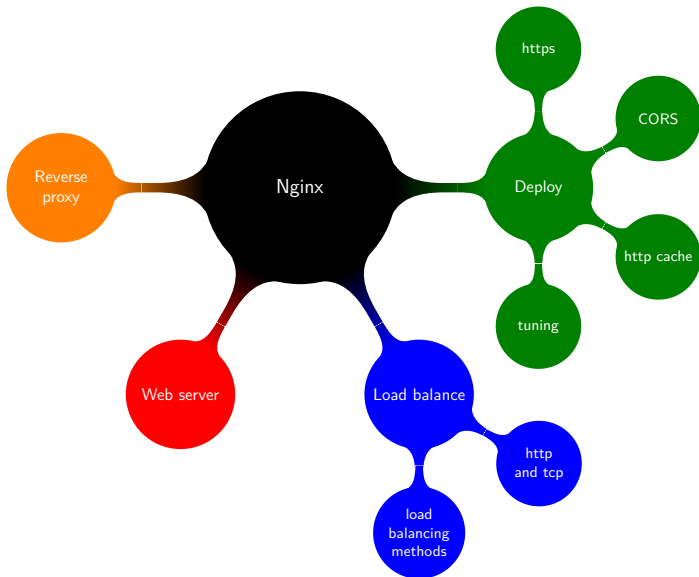 https
CORS
Reverse
proxy
Nginx
Deploy
http cache
tuning
Web server
Load balance
http
and tcp
load
balancing
methods